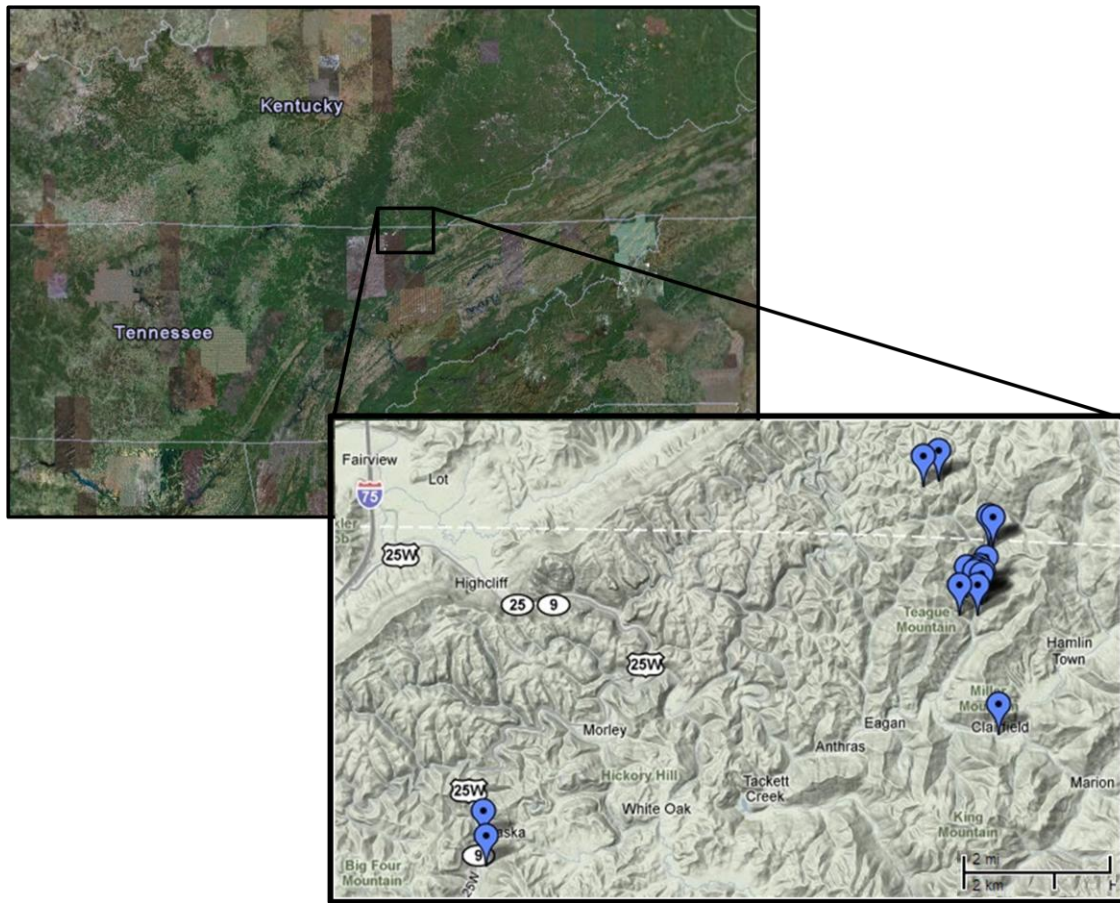 Kentucky
Tennessee
Fairview
Lot
75
25W
Highcliff
25 9
25W
Teague
Mountain
Hamlin
Town
Eagan
Morley
Anthras
Hickory Hill
Tackett
Creek
White Oak
Marion
King
Mountain
25W
9
Big Four
Mountain
25W
2 mi
2 km